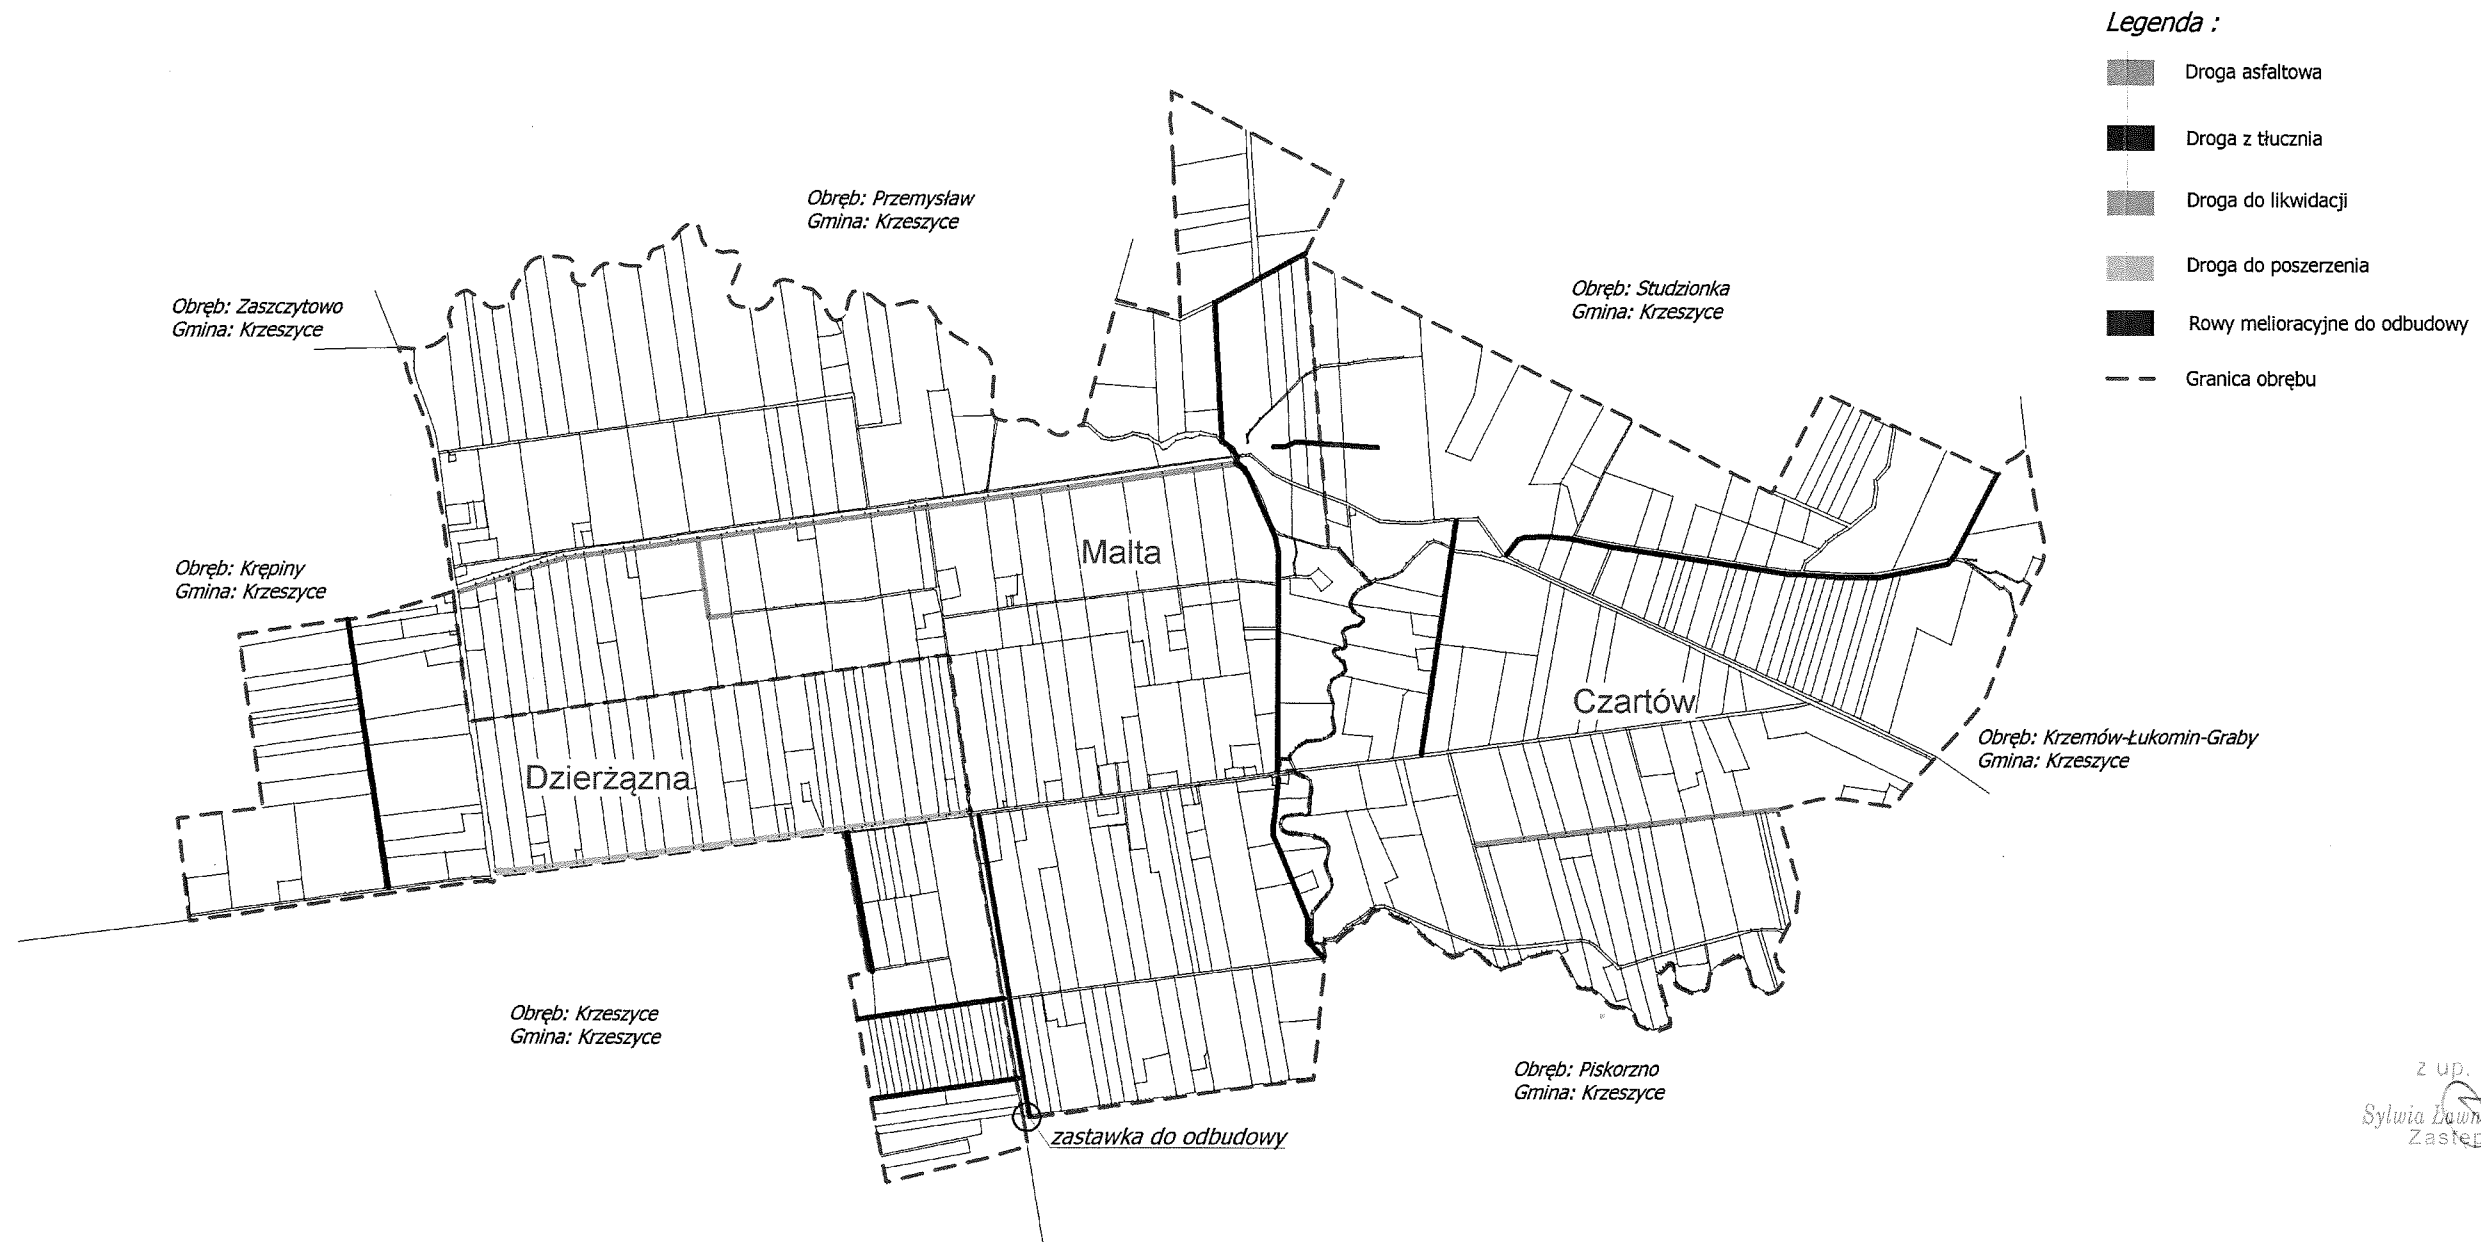 Legenda :
Droga asfaltowa
Droga z tłucznia
Droga do likwidacji
Droga do poszerzenia
Rowy melioracyjne do odbudowy
Granica obrębu
Obręb: Przemysław
Gmina: Krzeszyce
Obręb: Zaszczytowo
Gmina: Krzeszyce
Obręb: Studzionka
Gmina: Krzeszyce
Obręb: Krępiny
Gmina: Krzeszyce
Malta
Czartów
Dzierżązna
Obręb: Krzemów-Łukomin-Graby
Gmina: Krzeszyce
Obręb: Krzeszyce
Gmina: Krzeszyce
Obręb: Piskorzno
Gmina: Krzeszyce
zastawka do odbudowy
z up.
Sylwia